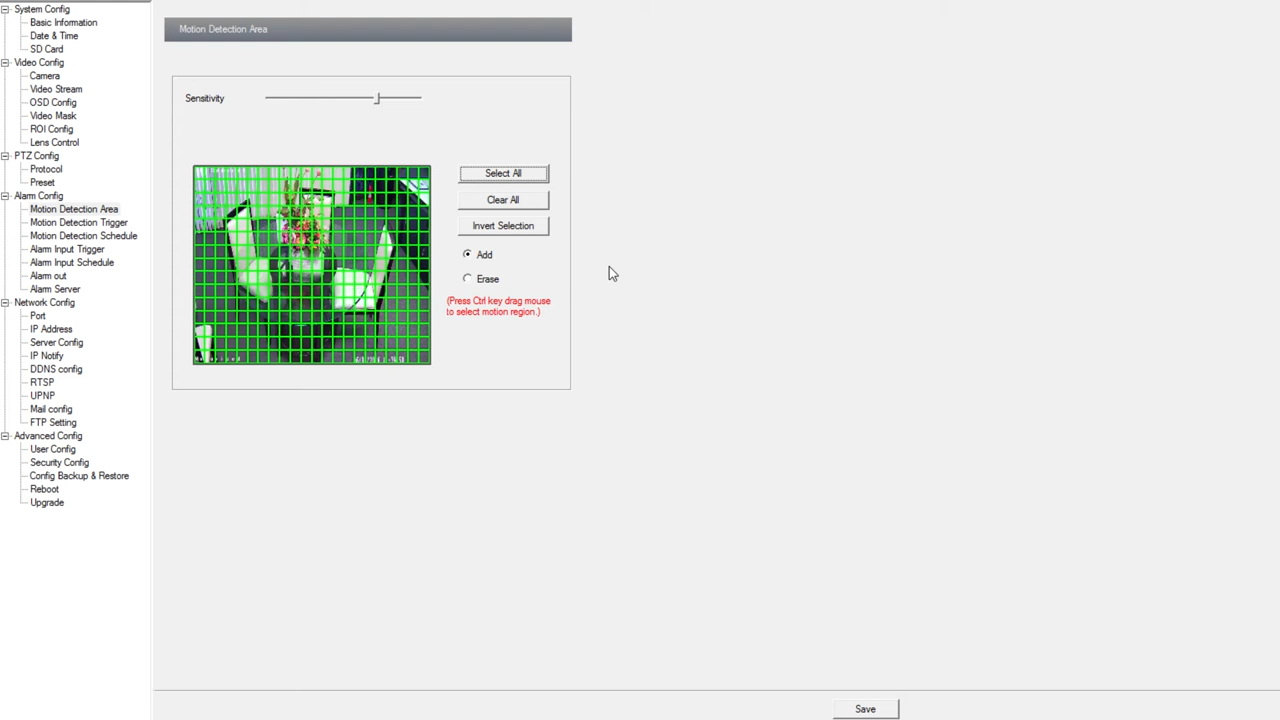 System Config
Basic Information
Date & Time
SD Card
Video Config
Camera
Video Stream
OSD Config
Video Mask
ROI Config
Lens Control
PTZ Config
Protocol
Preset
Alarm Config
Motion Detection Area
Motion Detection Trigger
Motion Detection Schedule
Alarm Input Trigger
Alarm Input Schedule
Alarm out
Alarm Server
Network Config
Port
IP Address
Server Config
IP Notify
DDNS config
RTSP
UPNP
Mail config
FTP Setting
Advanced Config
User Config
Security Config
Config Backup & Restore
Reboot
Upgrade
Motion Detection Area
Sensitivity
Select All
Clear All
Invert Selection
Add
Erase
(Press Ctrl key drag mouse
to select motion region.)
Save